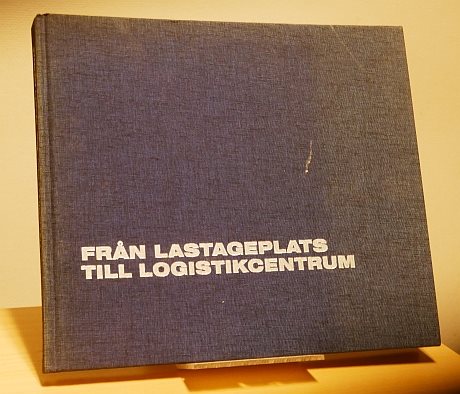 FRÅN LASTAGEPLATS
TILL LOGISTIKCENTRUM